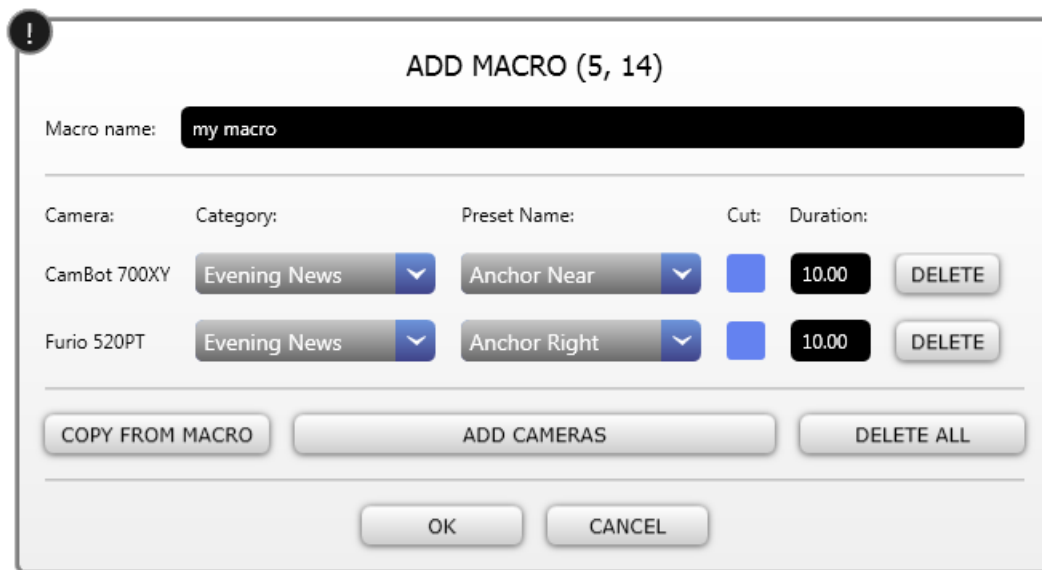 !
ADD MACRO (5, 14)
Macro name: my macro
Camera: Category: Preset Name: Cut: Duration:
CamBot 700XY Evening News Anchor Near 10.00 DELETE
Furio 520PT Evening News Anchor Right 10.00 DELETE
COPY FROM MACRO ADD CAMERAS DELETE ALL
OK CANCEL